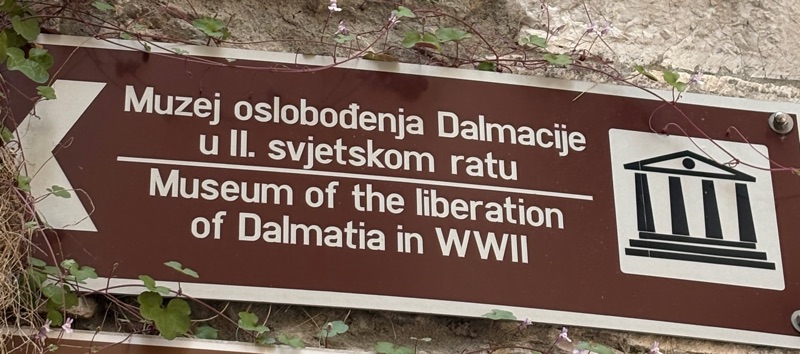 Muzej oslobođenja Dalmacije
u II. svjetskom ratu
Museum of the liberation
of Dalmatia in WWII